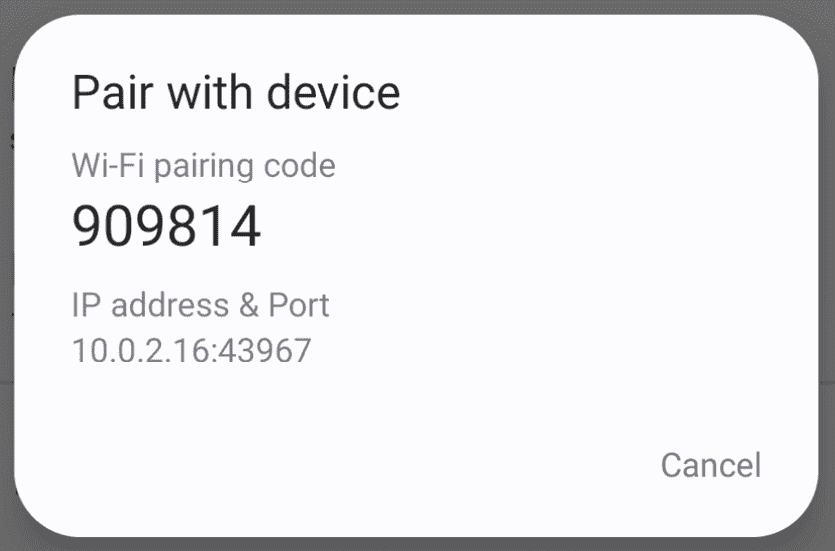 Pair with device
Wi-Fi pairing code
909814
IP address & Port
10.0.2.16:43967
Cancel